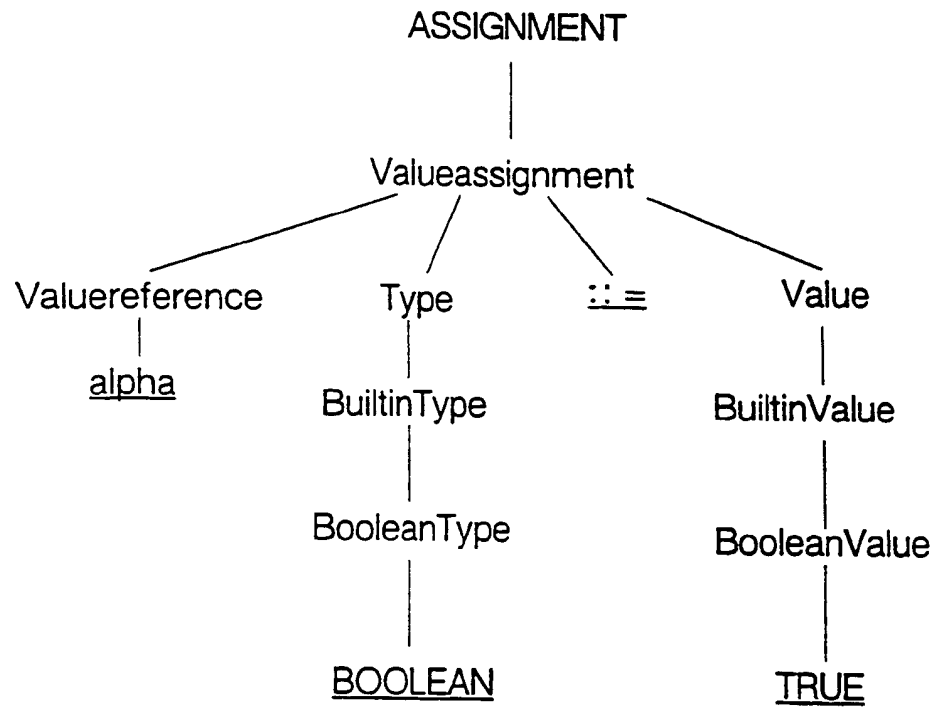 ASSIGNMENT
Valueassignment
Valuereference Type ::= Value
alpha BuiltinType BuiltinValue
BooleanType BooleanValue
BOOLEAN TRUE